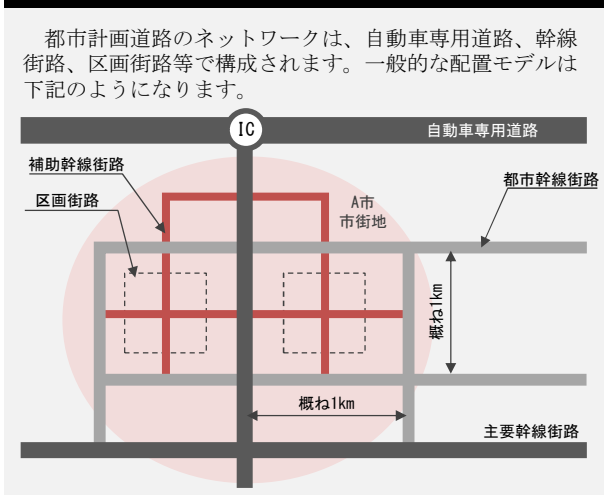 都市計画道路のネットワークは、自動車専用道路、幹線
街路、区画街路等で構成されます。一般的な配置モデルは
下記のようになります。
IC
自動車専用道路
補助幹線街路
都市幹線街路
区画街路
A市
市街地
概ね1km
概ね1km
主要幹線街路